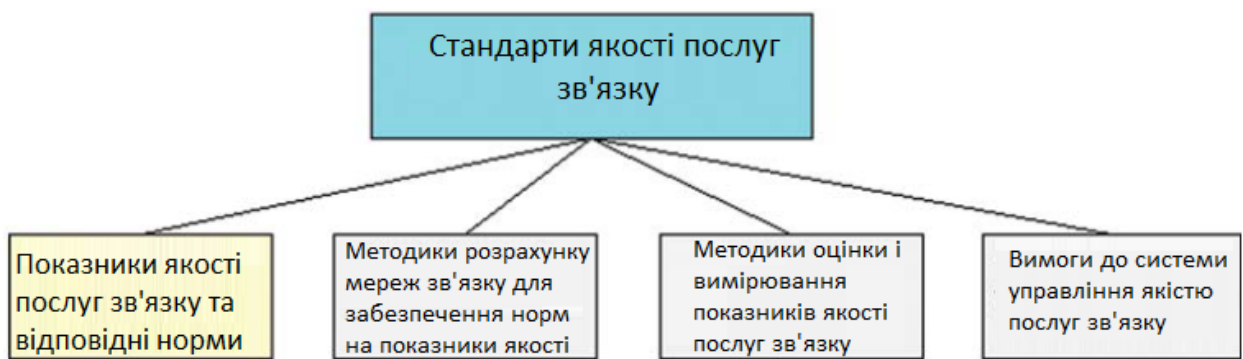 Стандарти якості послуг
зв'язку
Показники якості
послуг зв'язку та
відповідні норми
Методики розрахунку
мереж зв'язку для
забезпечення норм
на показники якості
Методики оцінки і
вимірювання
показників якості
послуг зв'язку
Вимоги до системи
управління якістю
послуг зв'язку